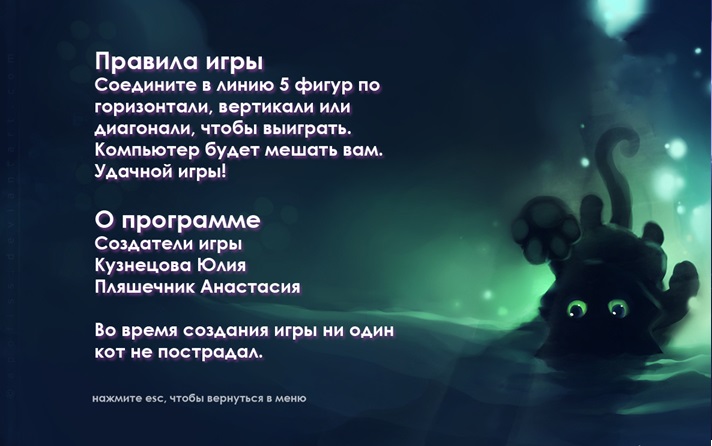 Правила игры
Соедините в линию 5 фигур по
горизонтали, вертикали или
диагонали, чтобы выиграть.
Компьютер будет мешать вам.
Удачной игры!
О программе
Создатели игры
Кузнецова Юлия
Пляшечник Анастасия
Во время создания игры ни один
кот не пострадал.
нажмите esc, чтобы вернуться в меню